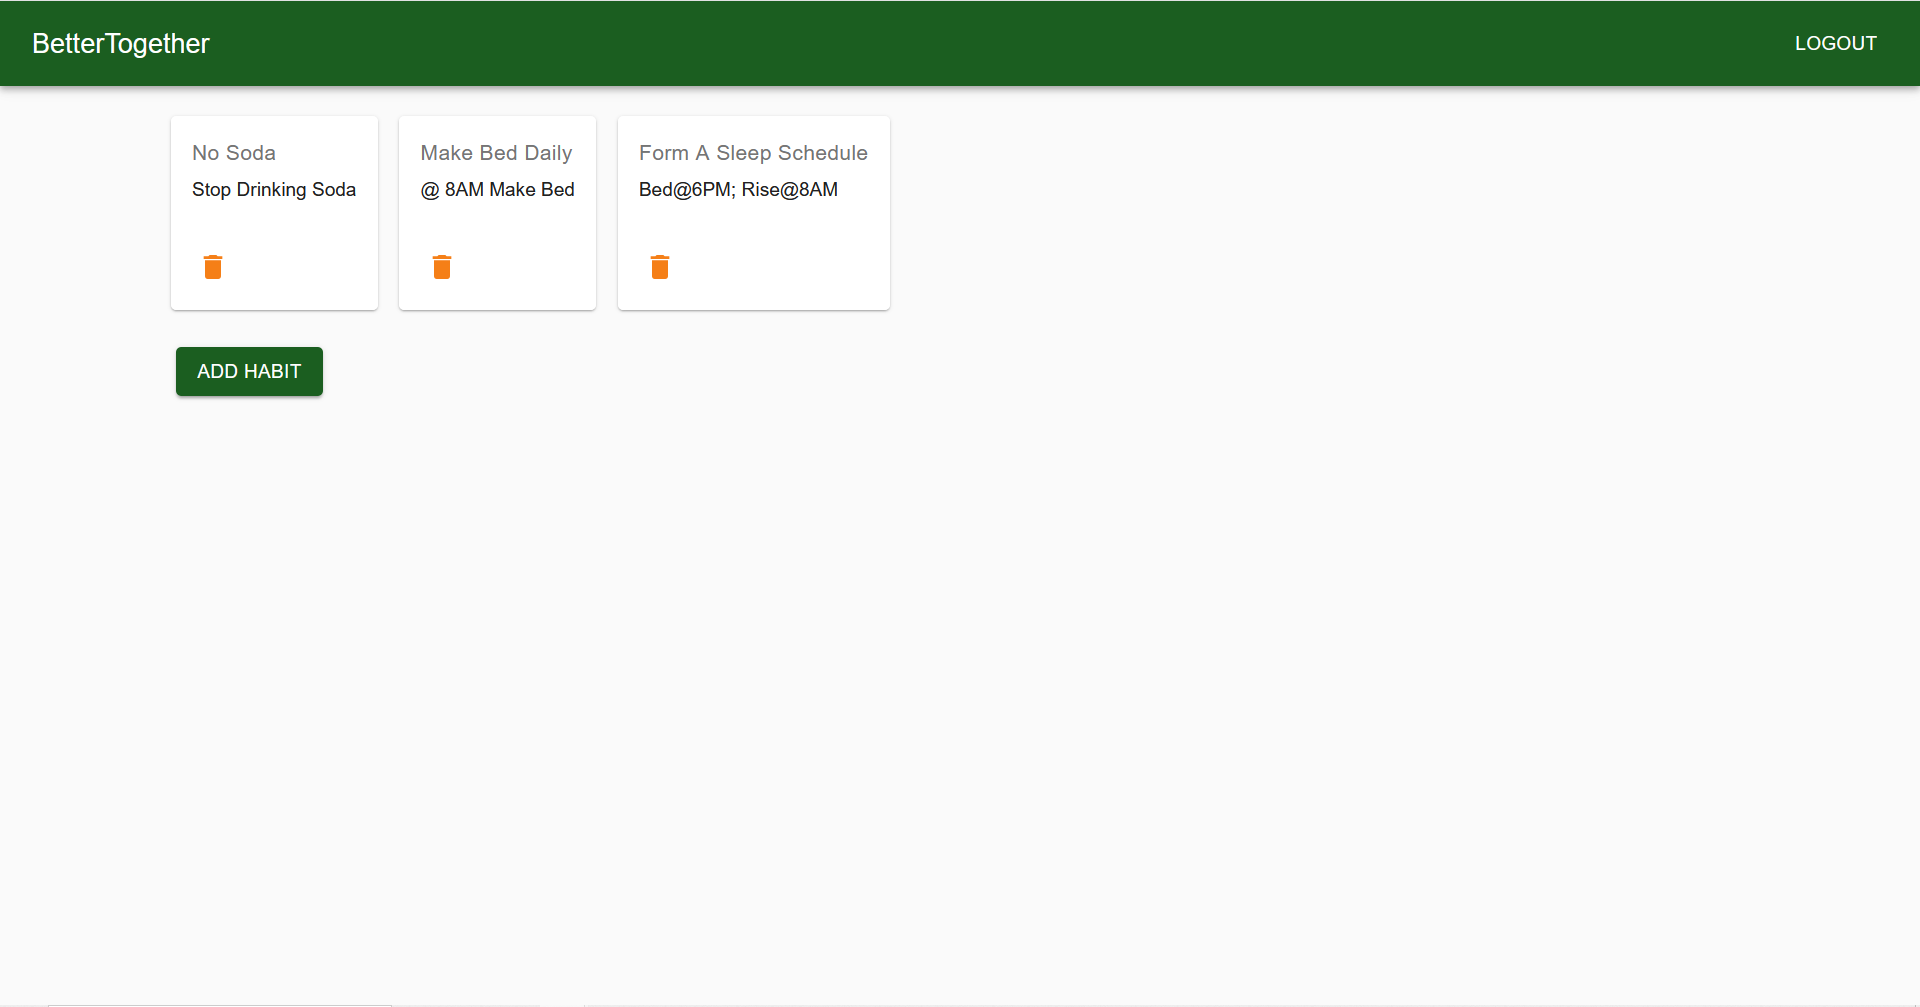 BetterTogether
LOGOUT
No Soda
Stop Drinking Soda
Make Bed Daily
@ 8AM Make Bed
Form A Sleep Schedule
Bed@6PM; Rise@8AM
ADD HABIT